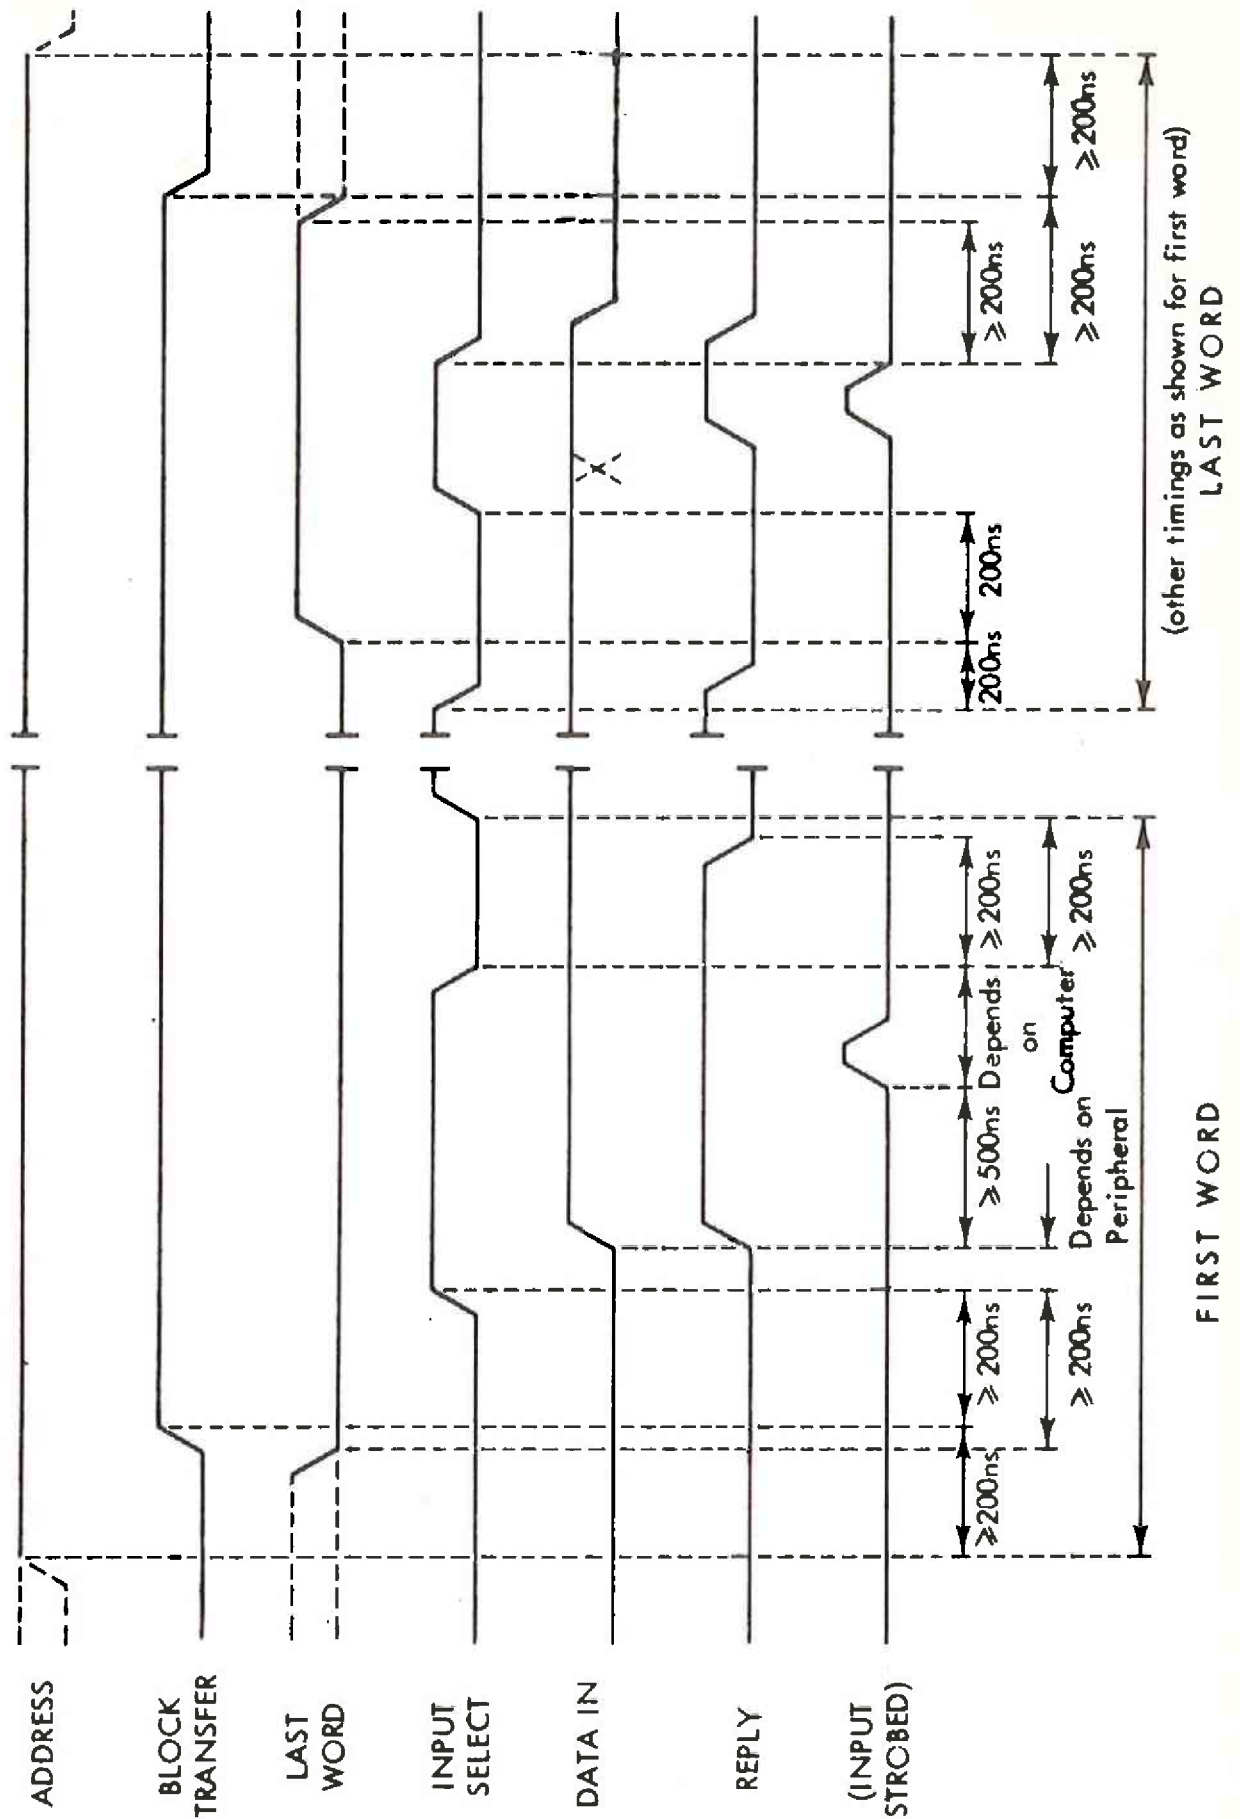 ADDRESS
BLOCK
TRANSFER
LAST
WORD
INPUT
SELECT
DATA IN
REPLY
(INPUT
STROBED)
≥200ns
≥ 200ns
≥ 200ns
≥500ns
Depends
on
Computer
Depends on
Peripheral
≥ 200ns
≥ 200ns
FIRST WORD
200ns
200ns
≥ 200ns
≥ 200ns
≥ 200ns
(other timings as shown for first word)
LAST WORD